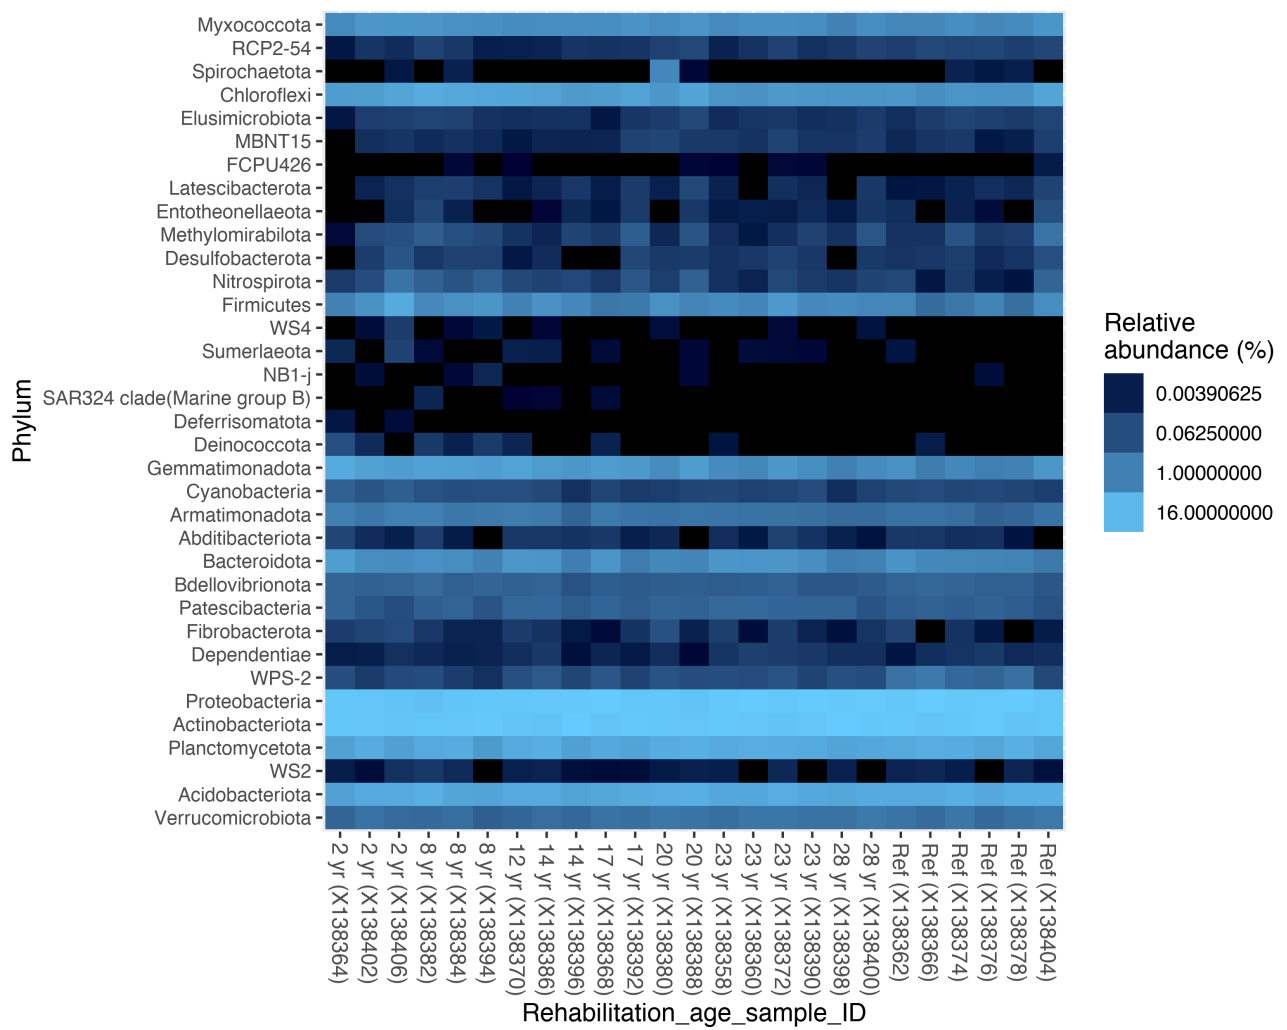 Myxococcota
RCP2-54
Spirochaetota
Chloroflexi
Elusimicrobiota
MBNT15
FCPU426
Latescibacterota
Entotheonellaeota
Methylomirabilota
Desulfobacterota
Nitrospirota
Firmicutes
WS4
Sumerlaeota
NB1-j
SAR324 clade(Marine group B)
Deferrisomatota
Deinococcota
Gemmatimonadota
Cyanobacteria
Armatimonadota
Abditibacteriota
Bacteroidota
Bdellovibrionota
Patescibacteria
Fibrobacterota
Dependentiae
WPS-2
Proteobacteria
Actinobacteriota
Planctomycetota
WS2
Acidobacteriota
Verrucomicrobiota
Phylum
2 yr (X138364)
2 yr (X138402)
2 yr (X138406)
8 yr (X138382)
8 yr (X138384)
8 yr (X138394)
12 yr (X138370)
14 yr (X138386)
14 yr (X138396)
17 yr (X138368)
17 yr (X138392)
20 yr (X138380)
20 yr (X138388)
23 yr (X138358)
23 yr (X138360)
23 yr (X138372)
23 yr (X138390)
28 yr (X138398)
28 yr (X138400)
Ref (X138362)
Ref (X138366)
Ref (X138374)
Ref (X138376)
Ref (X138378)
Ref (X138404)
Rehabilitation_age_sample_ID
Relative
abundance (%)
0.00390625
0.06250000
1.00000000
16.00000000